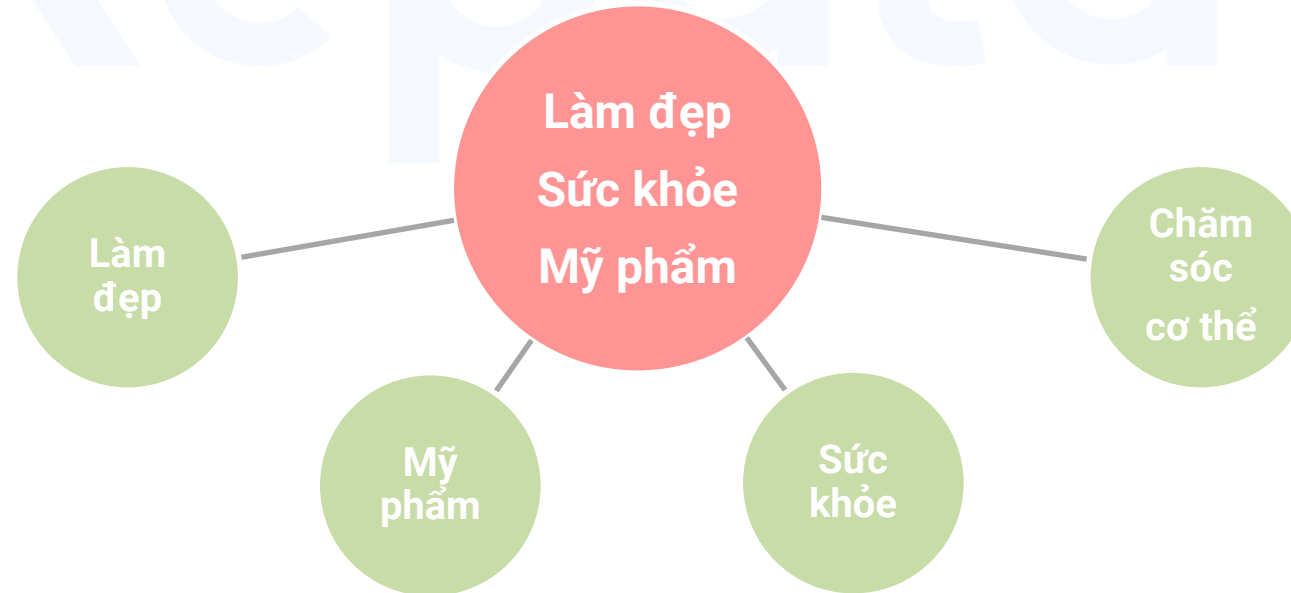 Làm đẹp
Sức khỏe
Mỹ phẩm
Làm
đẹp
Mỹ
phẩm
Sức
khỏe
Chăm
sóc
cơ thể